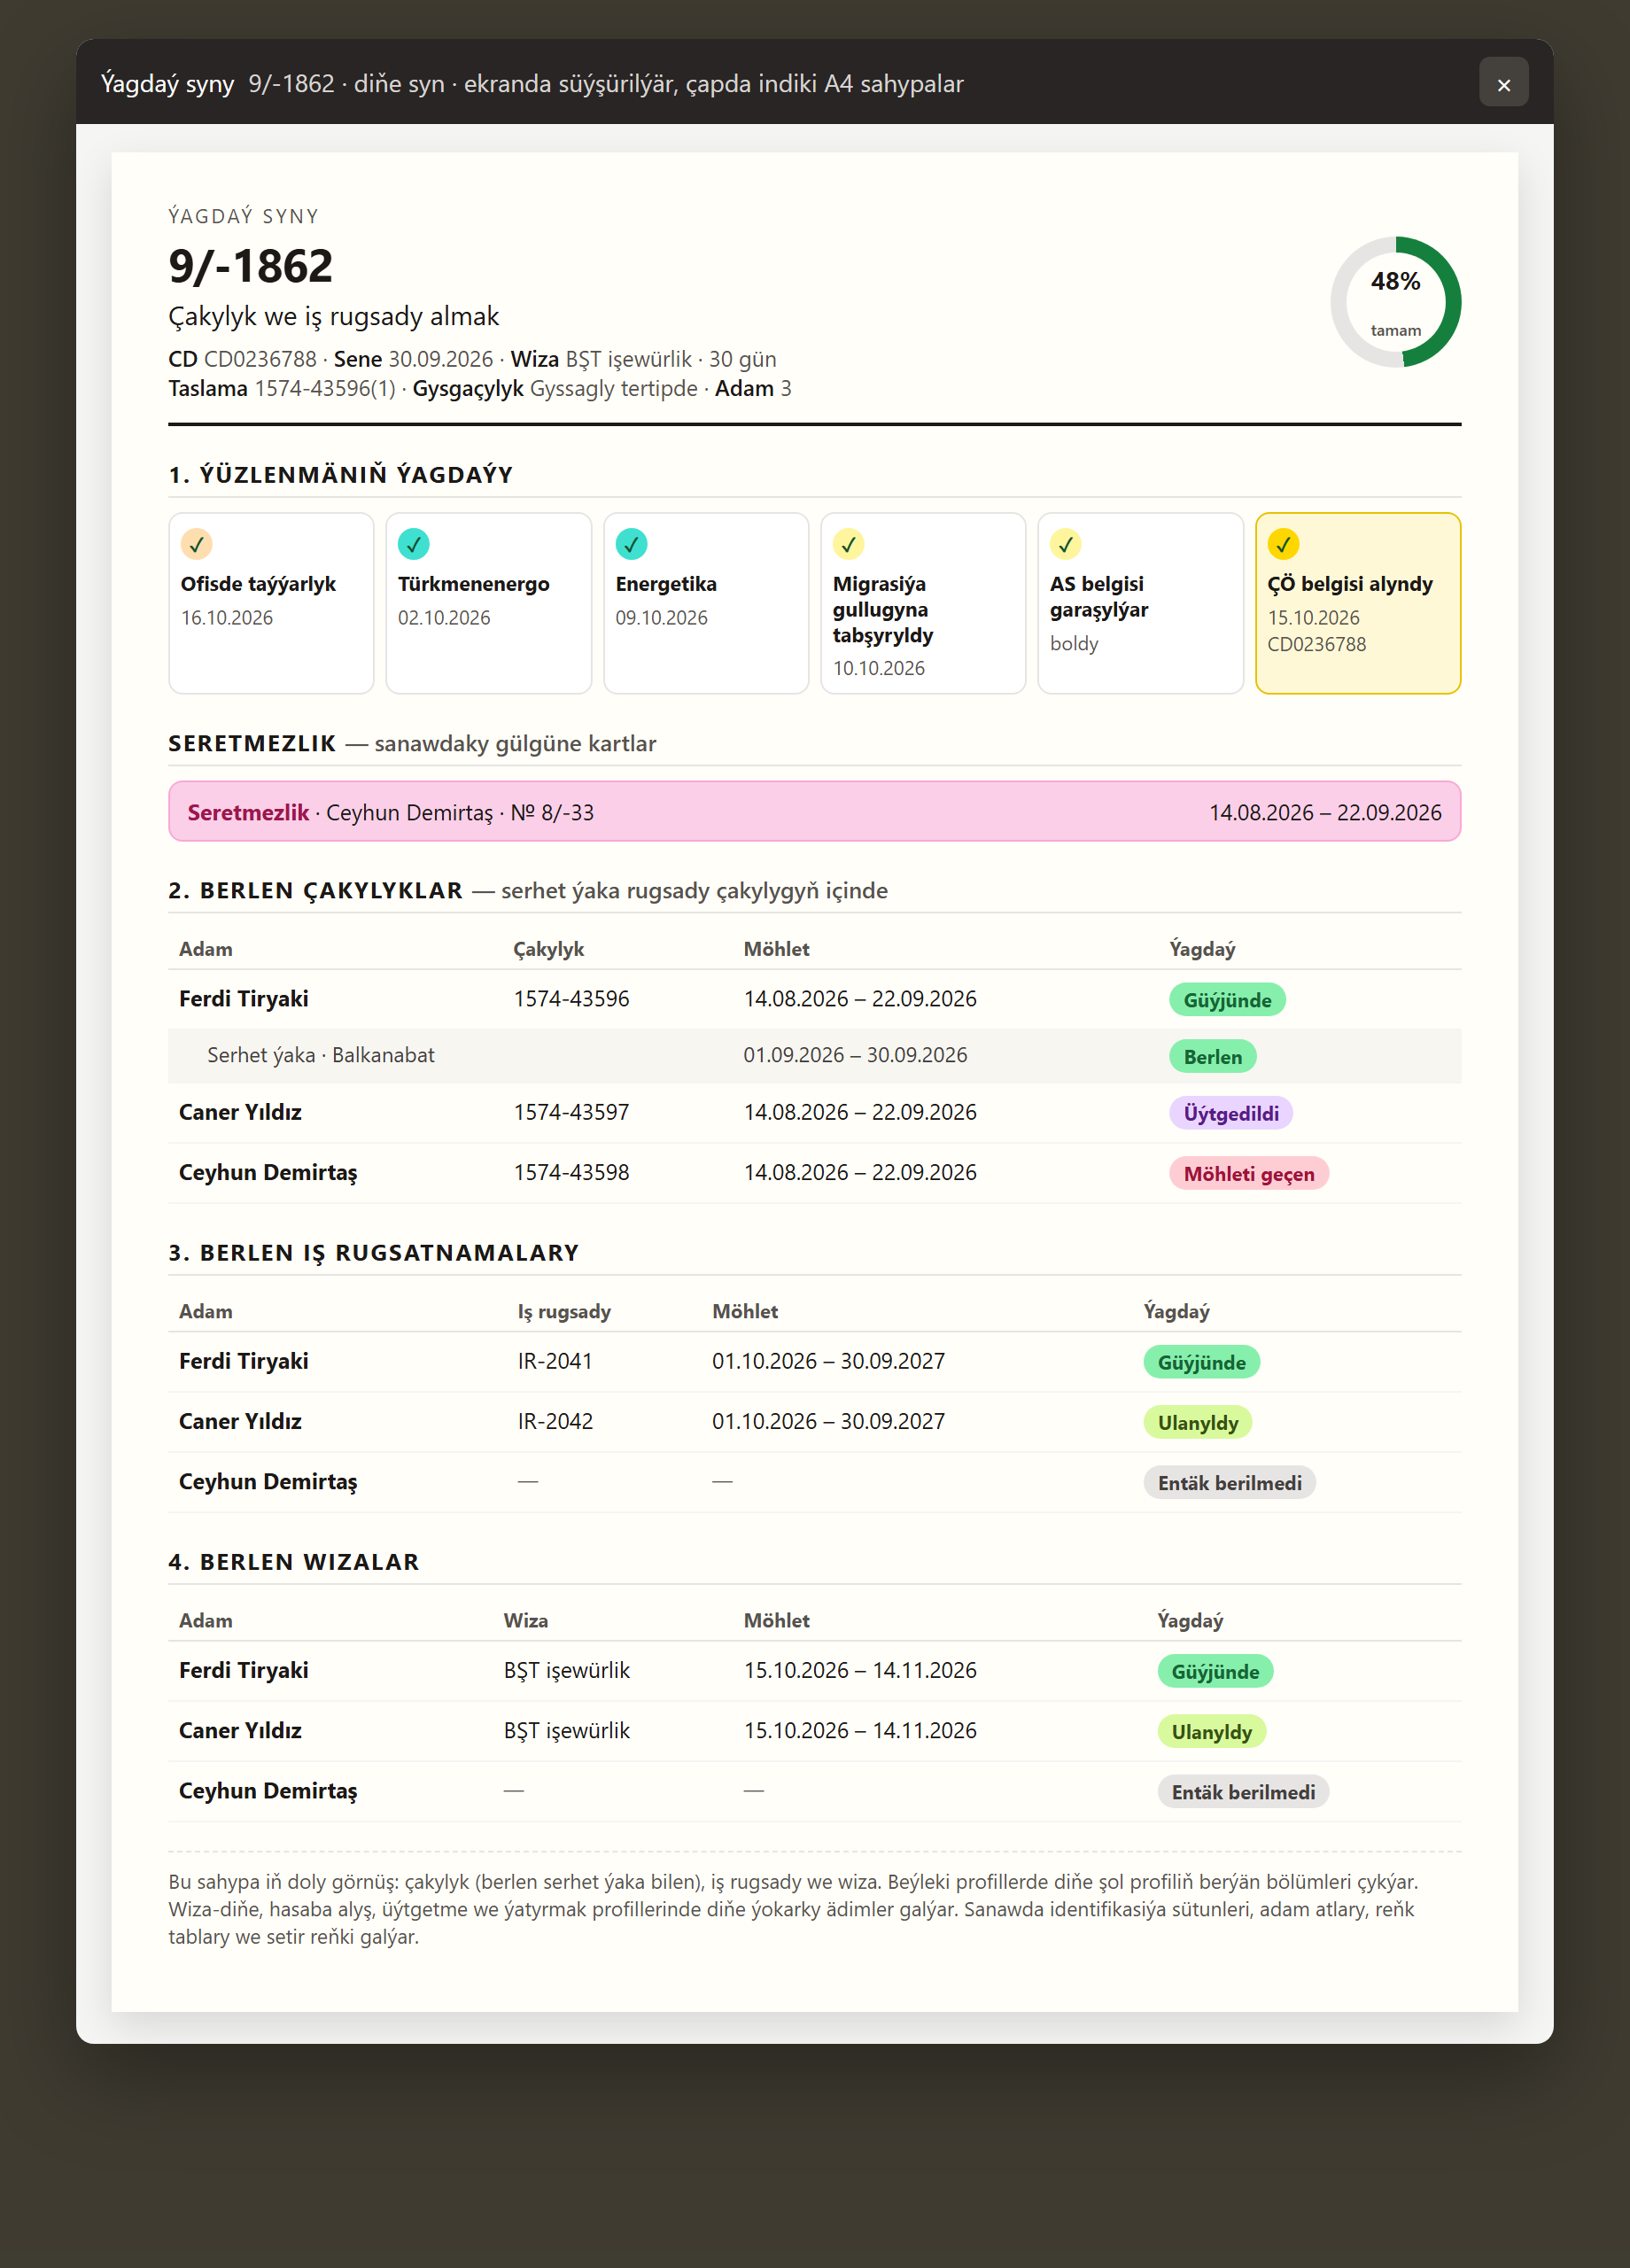 Ýagdaý syny 9/-1862 · diňe syn · ekranda süýşürilýär, çapda indiki A4 sahypalar ×
ÝAGDAÝ SYNY
9/-1862
Çakylyk we iş rugsady almak
CD CD0236788 · Sene 30.09.2026 · Wiza BŞT işewürlik · 30 gün
Taslama 1574-43596(1) · Gysgaçylyk Gyssagly tertipde · Adam 3
48%
tamam
1. ÝÜZLENMÄNIŇ ÝAGDAÝY
✓
Ofisde taýýarlyk
16.10.2026
✓
Türkmenenergo
02.10.2026
✓
Energetika
09.10.2026
✓
Migrasiýa
gullugyna
tabşyryldy
10.10.2026
✓
AS belgisi
garaşylýar
boldy
✓
ÇÖ belgisi alyndy
15.10.2026
CD0236788
SERETMEZLIK — sanawdaky gülgüne kartlar
Seretmezlik · Ceyhun Demirtaş · № 8/-33 14.08.2026 – 22.09.2026
2. BERLEN ÇAKYLYKLAR — serhet ýaka rugsady çakylygyň içinde
Adam Çakylyk Möhlet Ýagdaý
Ferdi Tiryaki 1574-43596 14.08.2026 – 22.09.2026 Güýjünde
Serhet ýaka · Balkanabat 01.09.2026 – 30.09.2026 Berlen
Caner Yıldız 1574-43597 14.08.2026 – 22.09.2026 Üýtgedildi
Ceyhun Demirtaş 1574-43598 14.08.2026 – 22.09.2026 Möhleti geçen
3. BERLEN IŞ RUGSATNAMALARY
Adam Iş rugsady Möhlet Ýagdaý
Ferdi Tiryaki IR-2041 01.10.2026 – 30.09.2027 Güýjünde
Caner Yıldız IR-2042 01.10.2026 – 30.09.2027 Ulanyldy
Ceyhun Demirtaş — — Entäk berilmedi
4. BERLEN WIZALAR
Adam Wiza Möhlet Ýagdaý
Ferdi Tiryaki BŞT işewürlik 15.10.2026 – 14.11.2026 Güýjünde
Caner Yıldız BŞT işewürlik 15.10.2026 – 14.11.2026 Ulanyldy
Ceyhun Demirtaş — — Entäk berilmedi
Bu sahypa iň doly görnüş: çakylyk (berlen serhet ýaka bilen), iş rugsady we wiza. Beýleki profillerde diňe şol profiliň berýän bölümleri çykýar.
Wiza-diňe, hasaba alyş, üýtgetme we ýatyrmak profillerinde diňe ýokarky ädimler galýar. Sanawda identifikasiýa sütunleri, adam atlary, reňk
tablary we setir reňki galýar.